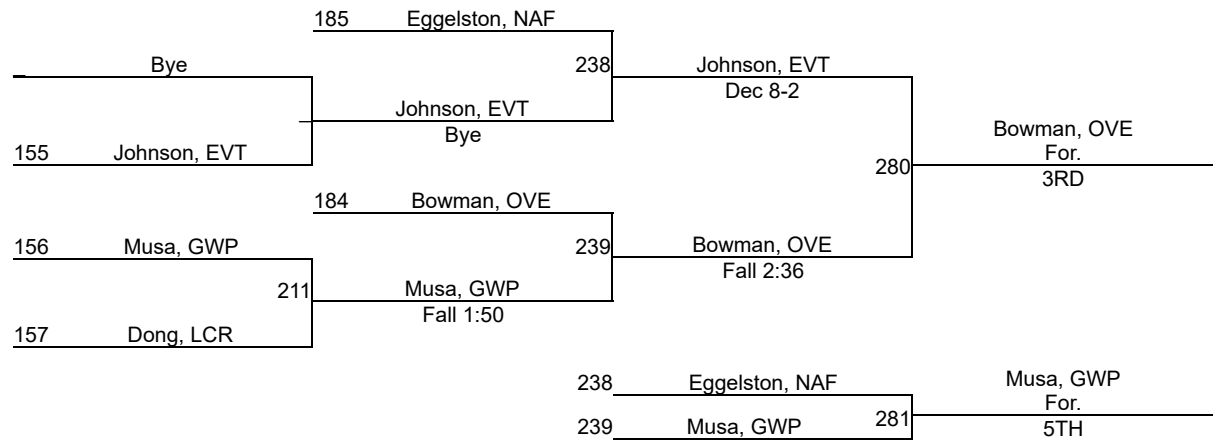 185 Eggelston, NAF
Bye
238 Johnson, EVT
Dec 8-2
Johnson, EVT
Bye
Bowman, OVE
For.
3RD
155 Johnson, EVT
280
184 Bowman, OVE
156 Musa, GWP
239 Bowman, OVE
Fall 2:36
211 Musa, GWP
Fall 1:50
157 Dong, LCR
238 Eggelston, NAF
Musa, GWP
For.
5TH
239 Musa, GWP
281